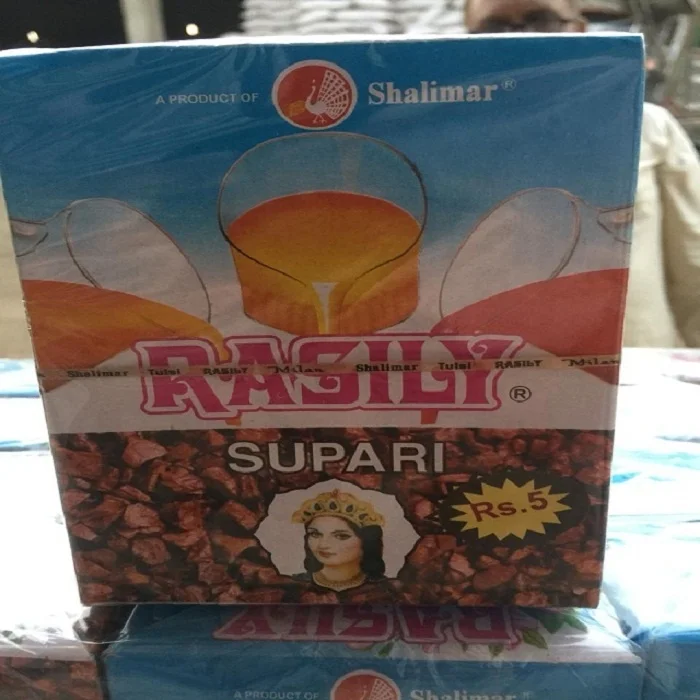 A PRODUCT OF Shalimar®
RASILY®
Shalimar Tulsi RASILY Milan Shalimar Tulsi RASILY Milan
SUPARI
Rs.5
RASILY
A PRODUCT OF Shalimar